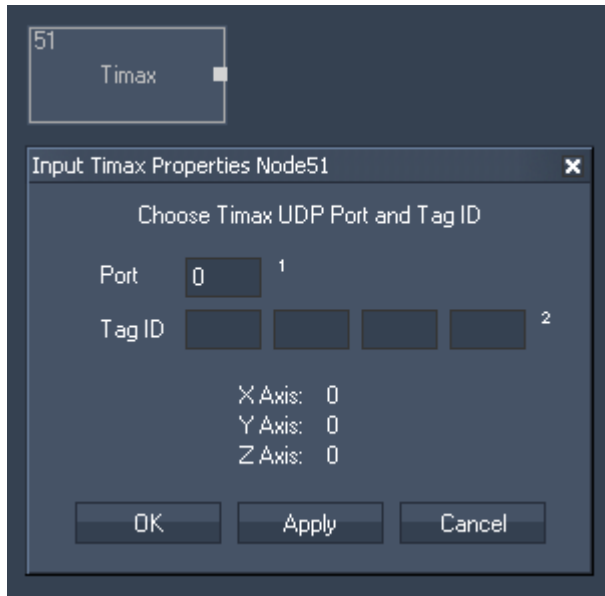 51
Timax
Input Timax Properties Node51
Choose Timax UDP Port and Tag ID
Port 0 1
Tag ID 2
X Axis: 0
Y Axis: 0
Z Axis: 0
OK Apply Cancel